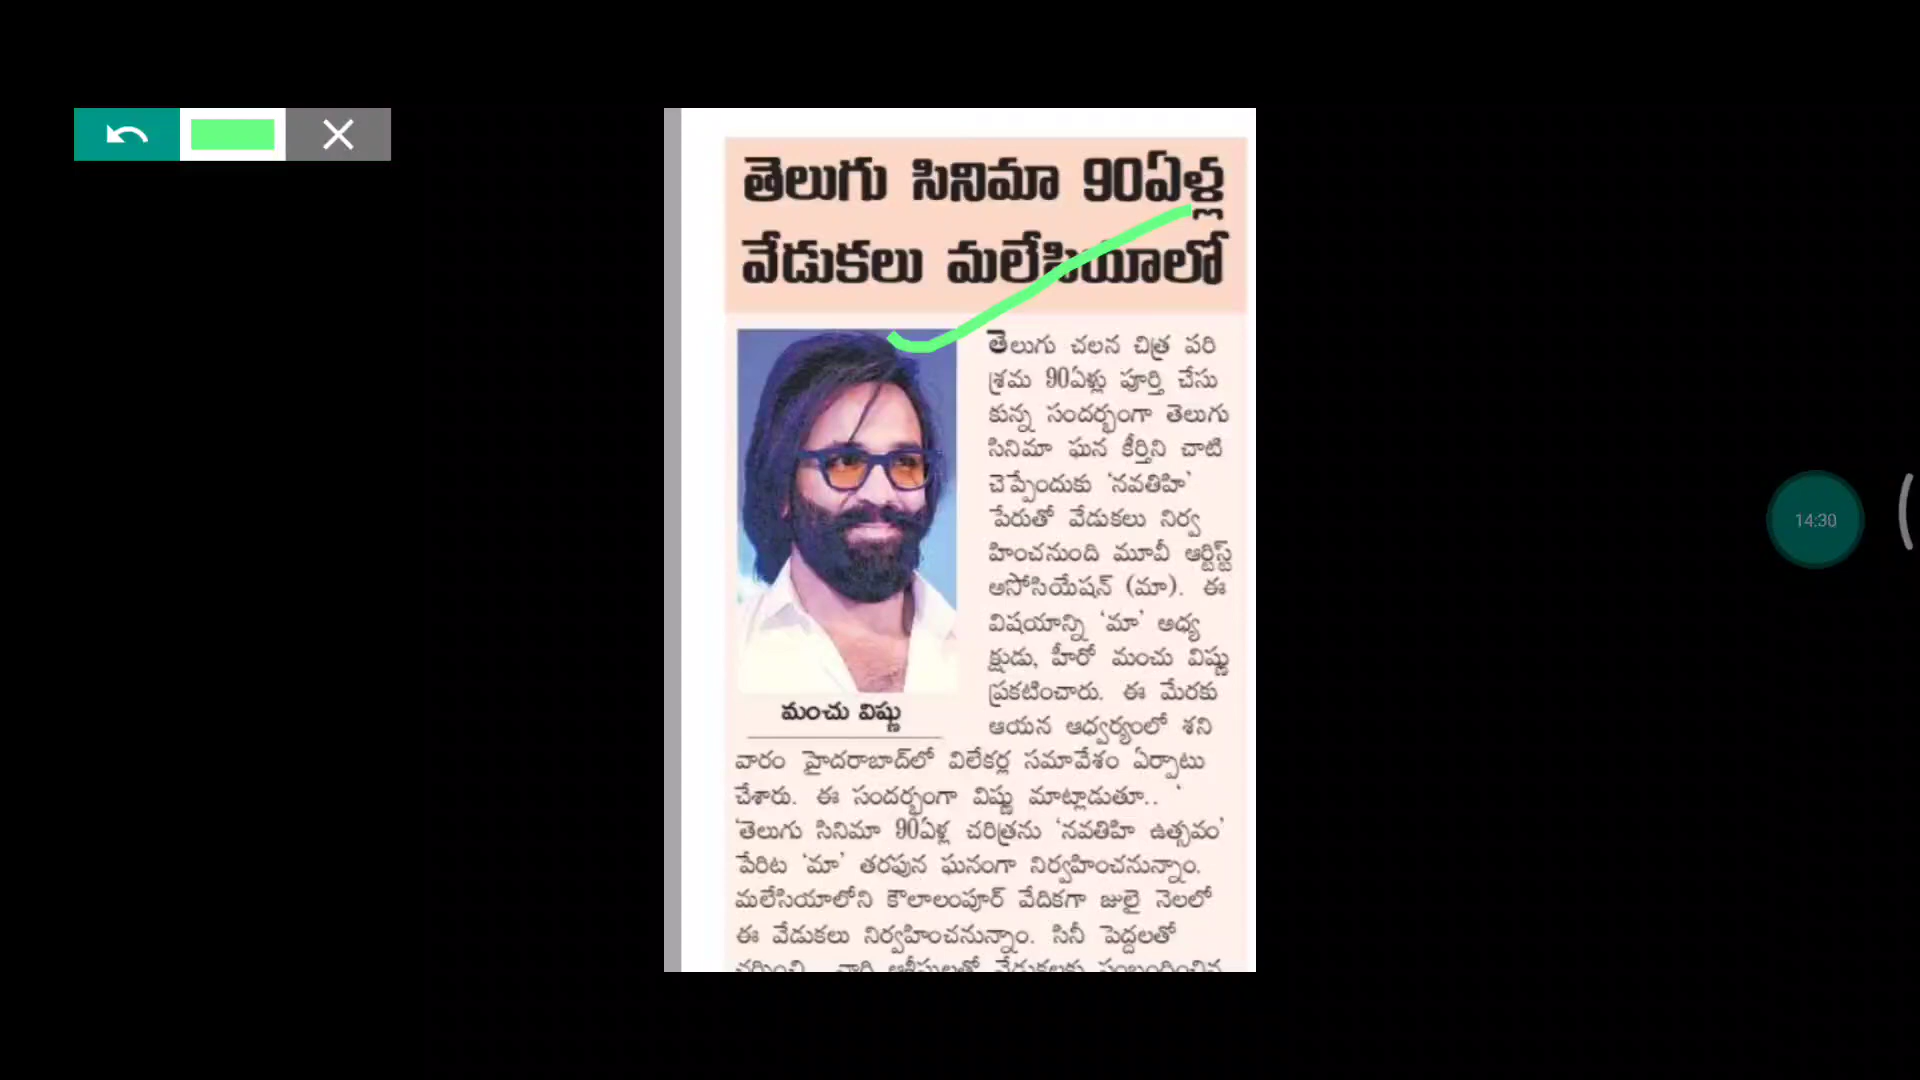 తెలుగు సినిమా 90ఏళ్ల
వేడుకలు మలేసియాలో
తెలుగు చలన చిత్ర పరి
శ్రమ 90ఏళ్లు పూర్తి చేసు
కున్న సందర్భంగా తెలుగు
సినిమా ఘన కీర్తిని చాటి
చెప్పేందుకు ‘నవతిహి’
పేరుతో వేడుకలు నిర్వ
హించనుంది మూవీ ఆర్టిస్ట్
అసోసియేషన్ (మా). ఈ
విషయాన్ని ‘మా’ అధ్య
క్షుడు, హీరో మంచు విష్ణు
ప్రకటించారు. ఈ మేరకు
ఆయన ఆధ్వర్యంలో శని
మంచు విష్ణు
వారం హైదరాబాద్‌లో విలేకర్ల సమావేశం ఏర్పాటు
చేశారు. ఈ సందర్భంగా విష్ణు మాట్లాడుతూ.. ‘
‘తెలుగు సినిమా 90ఏళ్ల చరిత్రను ‘నవతిహి ఉత్సవం’
పేరిట ‘మా’ తరఫున ఘనంగా నిర్వహించనున్నాం.
మలేసియాలోని కౌలాలంపూర్ వేదికగా జులై నెలలో
ఈ వేడుకలు నిర్వహించనున్నాం. సినీ పెద్దలతో
14:30